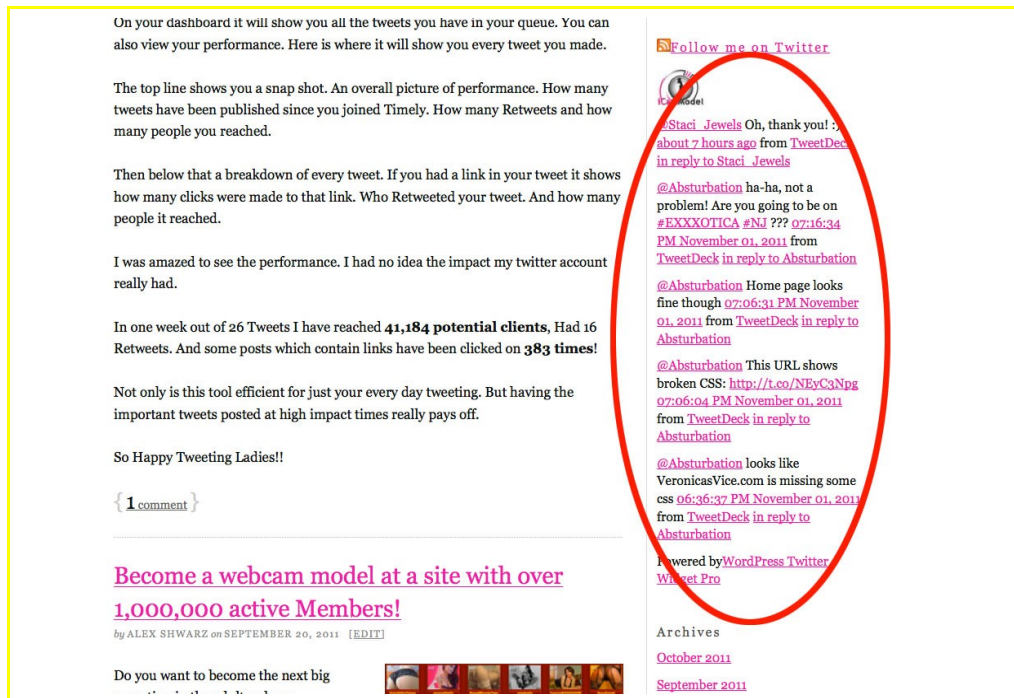 On your dashboard it will show you all the tweets you have in your queue. You can
also view your performance. Here is where it will show you every tweet you made.
The top line shows you a snap shot. An overall picture of performance. How many
tweets have been published since you joined Timely. How many Retweets and how
many people you reached.
Then below that a breakdown of every tweet. If you had a link in your tweet it shows
how many clicks were made to that link. Who Retweeted your tweet. And how many
people it reached.
I was amazed to see the performance. I had no idea the impact my twitter account
really had.
In one week out of 26 Tweets I have reached 41,184 potential clients, Had 16
Retweets. And some posts which contain links have been clicked on 383 times!
Not only is this tool efficient for just your every day tweeting. But having the
important tweets posted at high impact times really pays off.
So Happy Tweeting Ladies!!
{ 1 comment }
Become a webcam model at a site with over
1,000,000 active Members!
by ALEX SHWARZ on SEPTEMBER 20, 2011 [EDIT]
Do you want to become the next big
Follow me on Twitter
@Staci_Jewels Oh, thank you! :)
about 7 hours ago from TweetDeck
in reply to Staci_Jewels
@Absturbation ha-ha, not a
problem! Are you going to be on
#EXXXOTICA #NJ ??? 07:16:34
PM November 01, 2011 from
TweetDeck in reply to Absturbation
@Absturbation Home page looks
fine though 07:06:31 PM November
01, 2011 from TweetDeck in reply to
Absturbation
@Absturbation This URL shows
broken CSS: http://t.co/NEyC3Npg
07:06:04 PM November 01, 2011
from TweetDeck in reply to
Absturbation
@Absturbation looks like
VeronicasVice.com is missing some
css 06:36:37 PM November 01, 2011
from TweetDeck in reply to
Absturbation
Powered byWordPress Twitter
Widget Pro
Archives
October 2011
September 2011